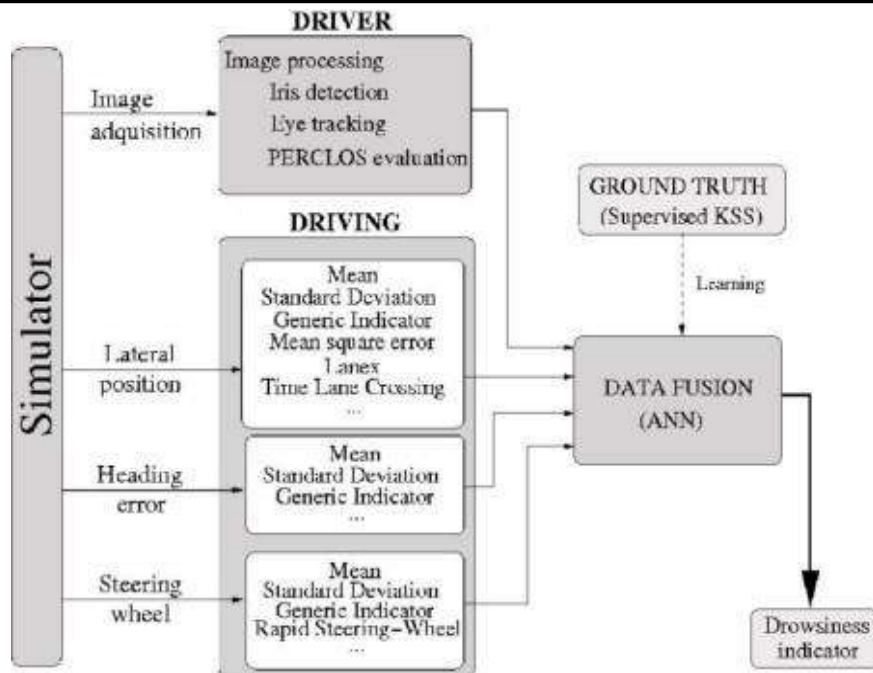 DRIVER
Image processing
Iris detection
Eye tracking
PERCLOS evaluation
Image
adquisition
Simulator
DRIVING
Mean
Standard Deviation
Generic Indicator
Mean square error
Lanex
Time Lane Crossing
...
Lateral
position
Mean
Standard Deviation
Generic Indicator
...
Heading
error
Mean
Standard Deviation
Generic Indicator
Rapid Steering-Wheel
...
Steering
wheel
GROUND TRUTH
(Supervised KSS)
Learning
DATA FUSION
(ANN)
Drowsiness
indicator